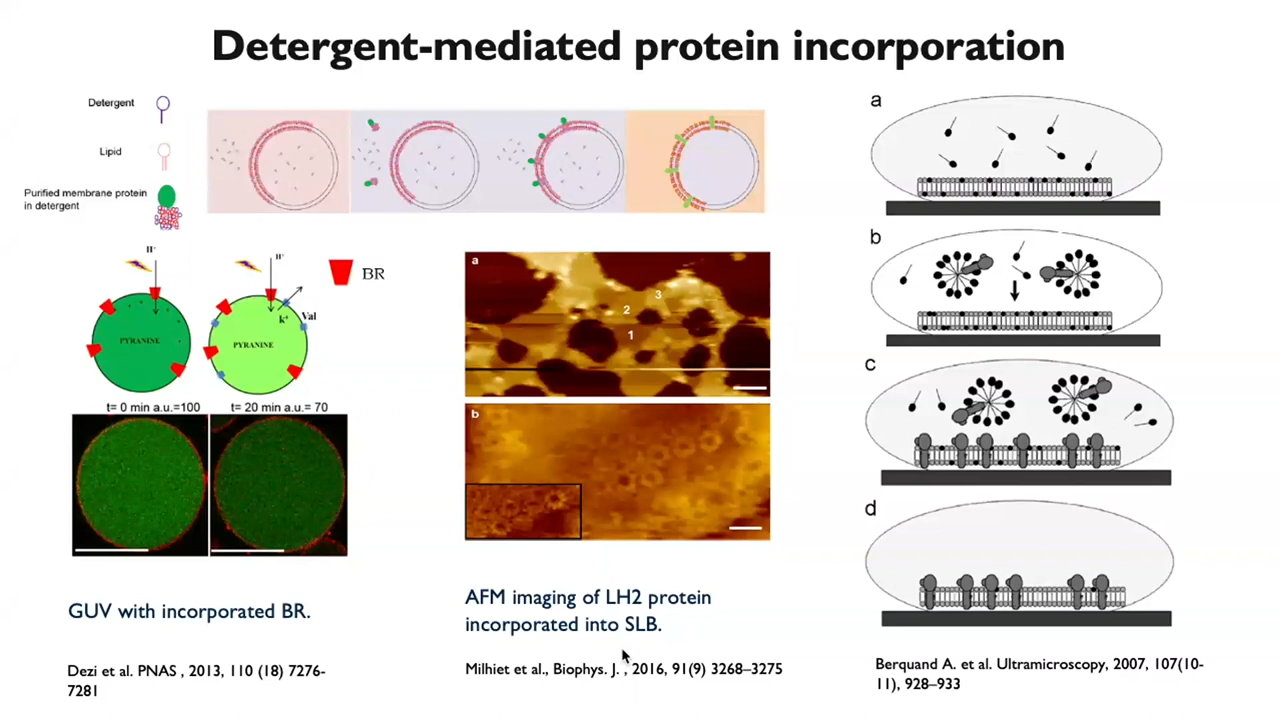 Detergent-mediated protein incorporation
Detergent
Lipid
Purified membrane protein
in detergent
H⁺
H⁺
BR
Val
k⁺
PYRANINE
PYRANINE
t= 0 min a.u.=100
t= 20 min a.u.= 70
GUV with incorporated BR.
Dezi et al. PNAS , 2013, 110 (18) 7276-
7281
a
3
2
1
b
AFM imaging of LH2 protein
incorporated into SLB.
Milhiet et al., Biophys. J. , 2016, 91(9) 3268–3275
a
b
c
d
Berquand A. et al. Ultramicroscopy, 2007, 107(10-
11), 928–933